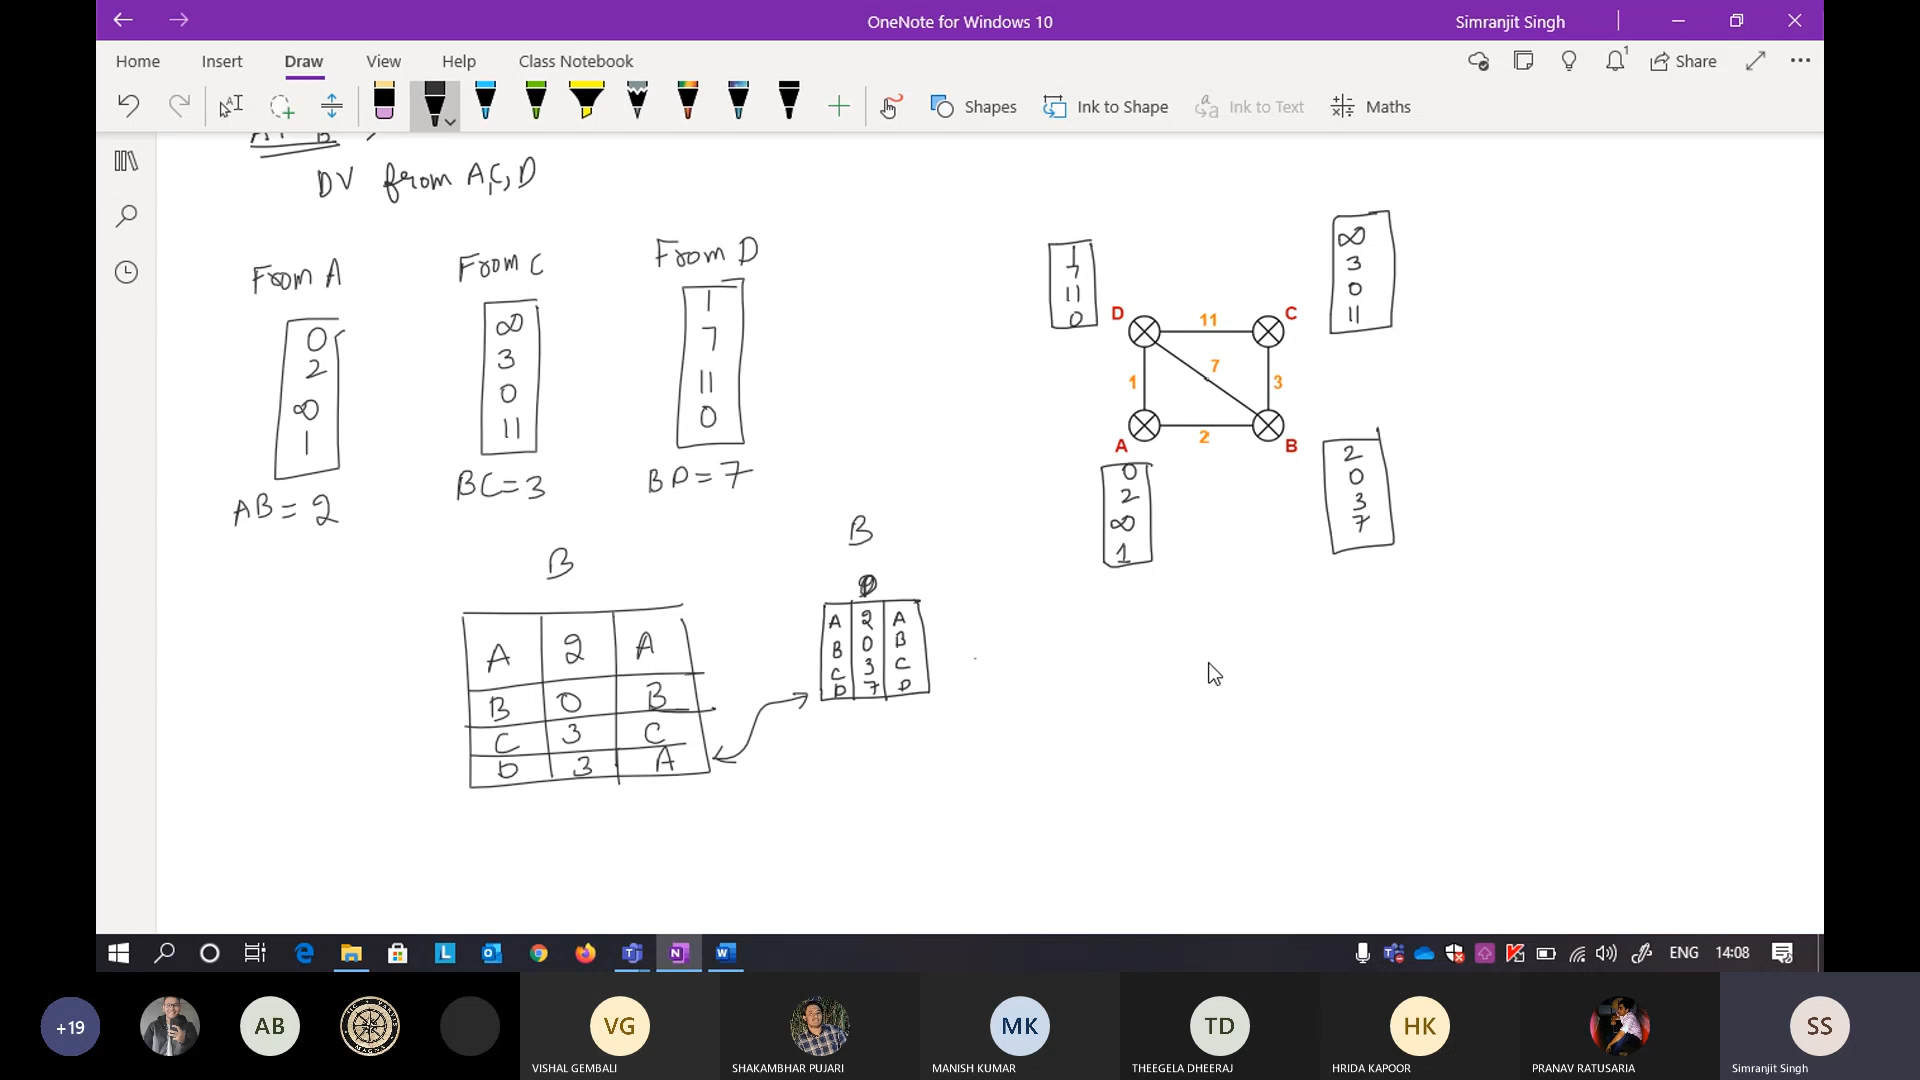 OneNote for Windows 10
Simranjit Singh
Home Insert Draw View Help Class Notebook
Share
Shapes Ink to Shape Ink to Text Maths
At B
DV from A,C,D
From A
0
2
∞
1
AB = 2
From C
∞
3
0
11
BC = 3
From D
1
7
11
0
BD = 7
B
A 2 A
B 0 B
C 3 C
D 3 A
B
A 2 A
B 0 B
C 3 C
D 7 D
1
7
11
0
∞
3
0
11
D 11 C
7
1 3
A 2 B
0
2
∞
1
2
0
3
7
ENG 14:08
+19
AB
VG
MK
TD
HK
SS
VISHAL GEMBALI
SHAKAMBHAR PUJARI
MANISH KUMAR
THEEGELA DHEERAJ
HRIDA KAPOOR
PRANAV RATUSARIA
Simranjit Singh